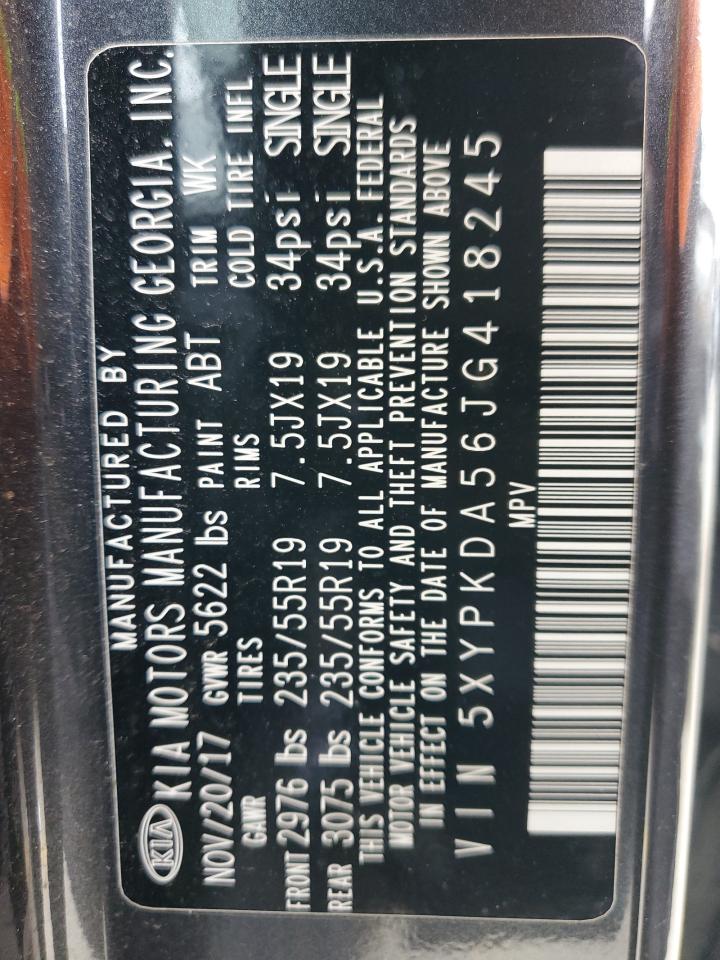 MANUFACTURED BY
KIA KIA MOTORS MANUFACTURING GEORGIA, INC.
NOV/20/17 GVWR 5622 lbs PAINT ABT TRIM WK
GAWR TIRES RIMS COLD TIRE INFL
FRONT 2976 lbs 235/55R19 7.5JX19 34psi SINGLE
REAR 3075 lbs 235/55R19 7.5JX19 34psi SINGLE
THIS VEHICLE CONFORMS TO ALL APPLICABLE U.S.A. FEDERAL
MOTOR VEHICLE SAFETY AND THEFT PREVENTION STANDARDS
IN EFFECT ON THE DATE OF MANUFACTURE SHOWN ABOVE
VIN 5XYPKDA56JG418245
MPV